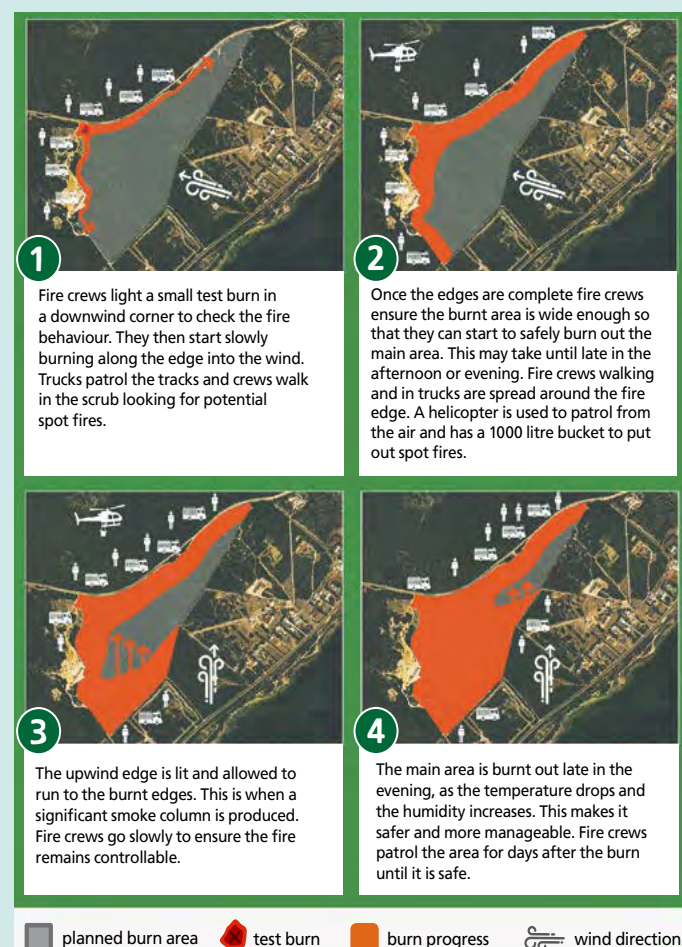 1
Fire crews light a small test burn in
a downwind corner to check the fire
behaviour. They then start slowly
burning along the edge into the wind.
Trucks patrol the tracks and crews walk
in the scrub looking for potential
spot fires.
2
Once the edges are complete fire crews
ensure the burnt area is wide enough so
that they can start to safely burn out the
main area. This may take until late in the
afternoon or evening. Fire crews walking
and in trucks are spread around the fire
edge. A helicopter is used to patrol from
the air and has a 1000 litre bucket to put
out spot fires.
3
The upwind edge is lit and allowed to
run to the burnt edges. This is when a
significant smoke column is produced.
Fire crews go slowly to ensure the fire
remains controllable.
4
The main area is burnt out late in the
evening, as the temperature drops and
the humidity increases. This makes it
safer and more manageable. Fire crews
patrol the area for days after the burn
until it is safe.
planned burn area test burn burn progress wind direction